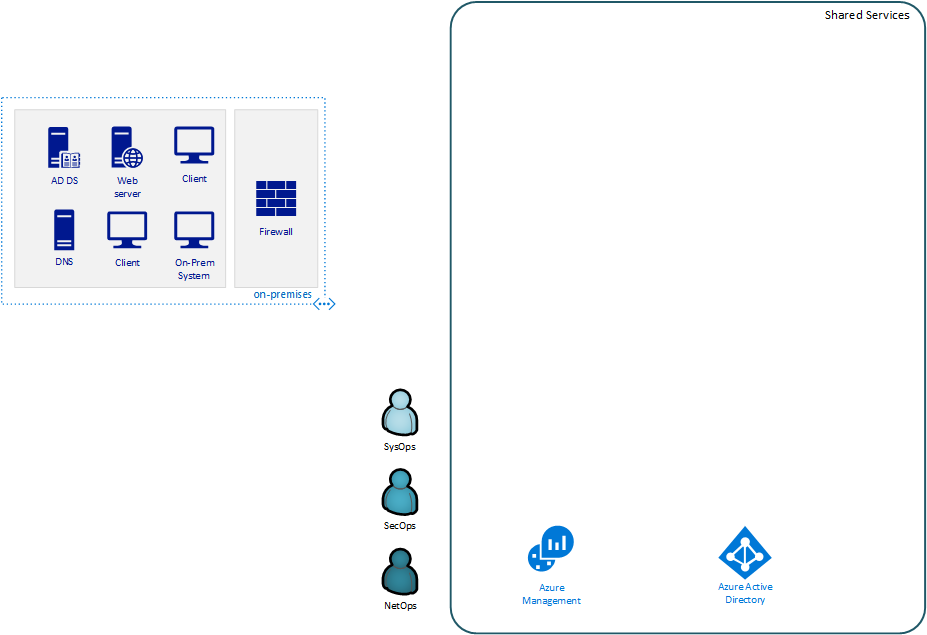 Shared Services
AD DS
Web
server
Client
DNS
Client
On-Prem
System
Firewall
on-premises
SysOps
SecOps
NetOps
Azure
Management
Azure Active
Directory